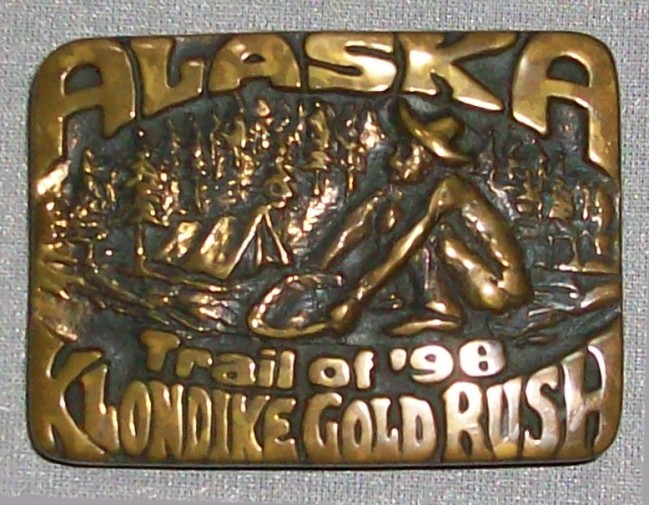 ALASKA
Trail of '98
KLONDIKE GOLD RUSH